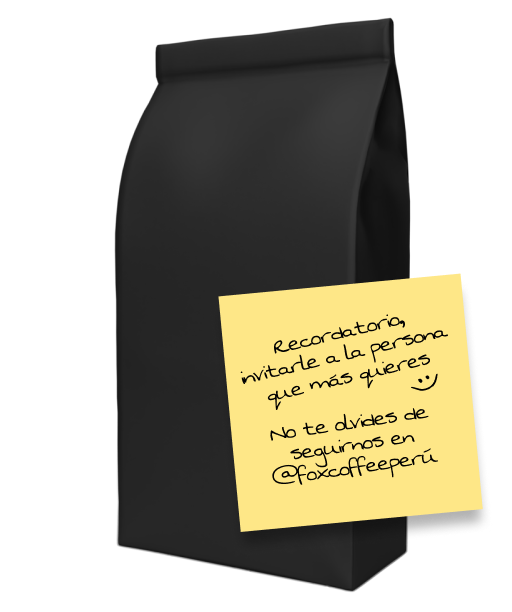 Recordatorio,
invitarle a la persona
que más quieres
No te olvides de
seguirnos en
@foxcoffeeperú